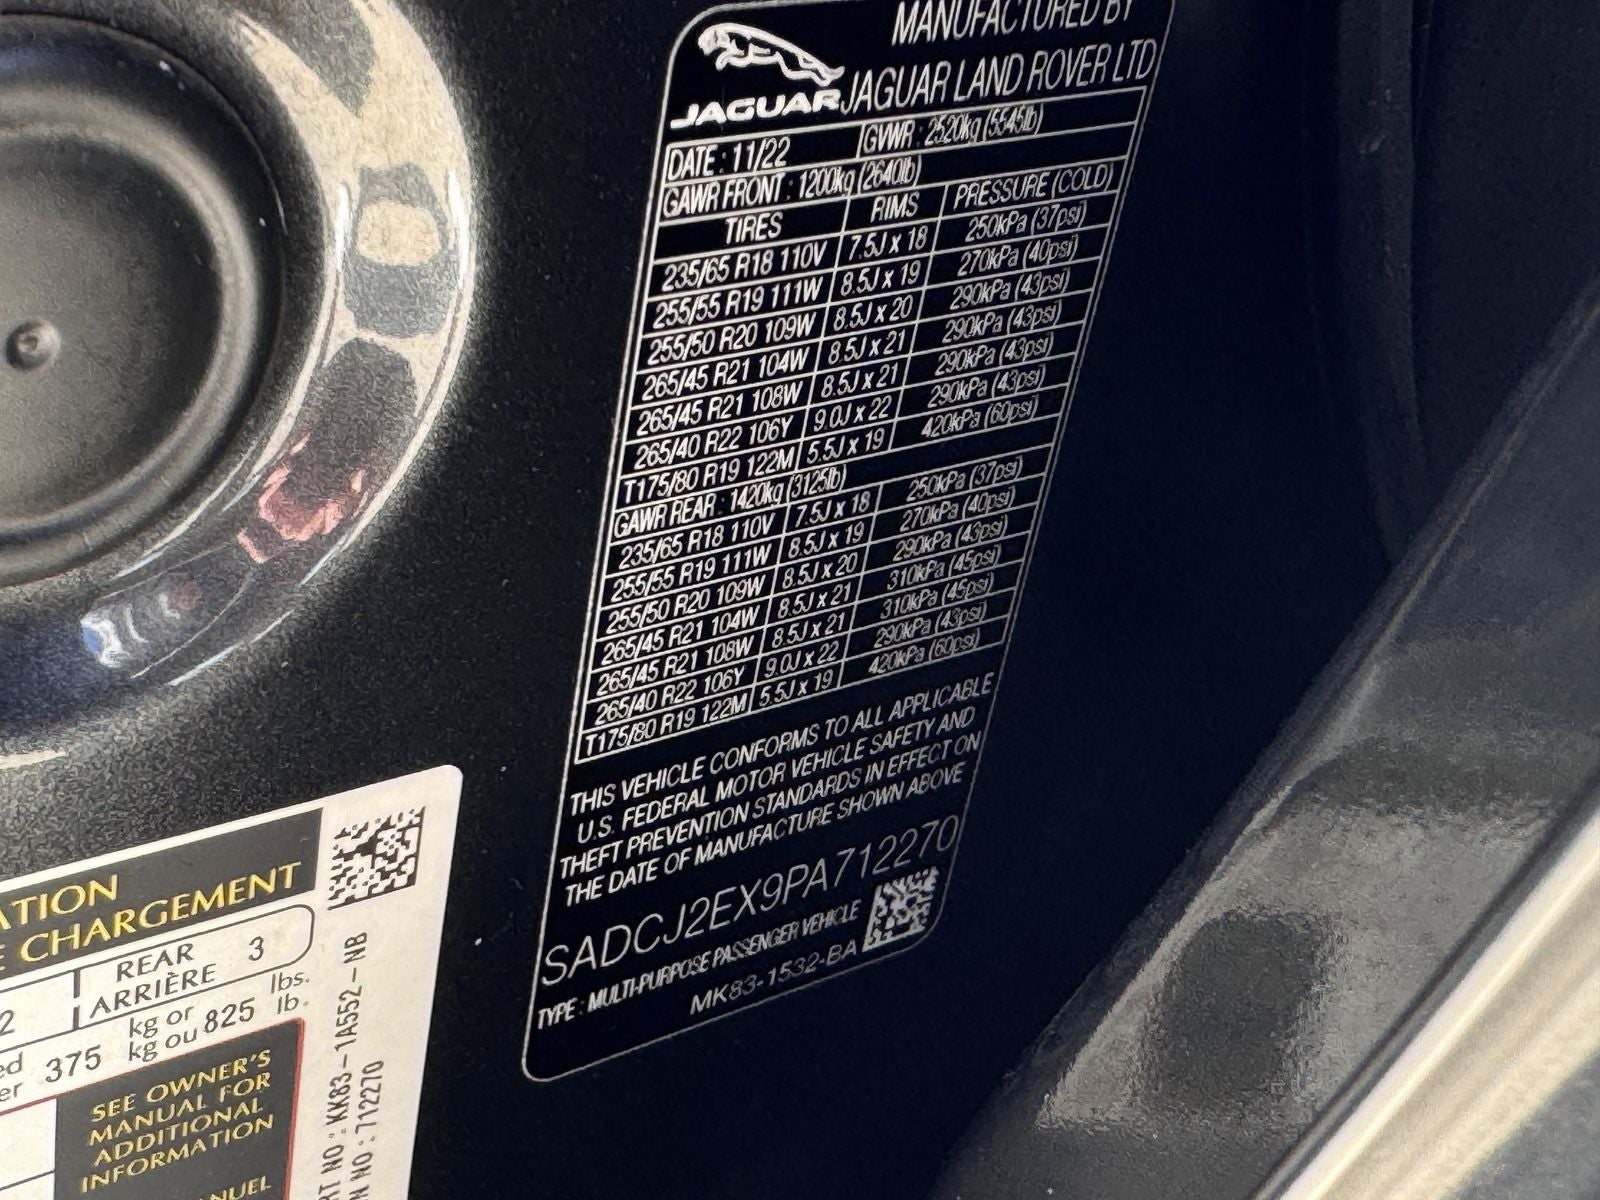 MANUFACTURED BY
JAGUAR JAGUAR LAND ROVER LTD
DATE : 11/22 GVWR : 2520kg (5545lb)
GAWR FRONT : 1200kg (2640lb)
TIRES RIMS PRESSURE (COLD)
235/65 R18 110V 7.5J x 18 250kPa (37psi)
255/55 R19 111W 8.5J x 19 270kPa (40psi)
255/50 R20 109W 8.5J x 20 290kPa (43psi)
265/45 R21 104W 8.5J x 21 290kPa (43psi)
265/45 R21 108W 8.5J x 21 290kPa (43psi)
265/40 R22 106Y 9.0J x 22 290kPa (43psi)
T175/80 R19 122M 5.5J x 19 420kPa (60psi)
GAWR REAR : 1420kg (3125lb)
235/65 R18 110V 7.5J x 18 250kPa (37psi)
255/55 R19 111W 8.5J x 19 270kPa (40psi)
255/50 R20 109W 8.5J x 20 290kPa (43psi)
265/45 R21 104W 8.5J x 21 310kPa (45psi)
265/45 R21 108W 8.5J x 21 310kPa (45psi)
265/40 R22 106Y 9.0J x 22 290kPa (43psi)
T175/80 R19 122M 5.5J x 19 420kPa (60psi)
THIS VEHICLE CONFORMS TO ALL APPLICABLE
U.S. FEDERAL MOTOR VEHICLE SAFETY AND
THEFT PREVENTION STANDARDS IN EFFECT ON
THE DATE OF MANUFACTURE SHOWN ABOVE
SADCJ2EX9PA712270
TYPE : MULTI-PURPOSE PASSENGER VEHICLE
MK83-1532-BA
ATION
E CHARGEMENT
2 REAR 3
ARRIÈRE
ed 375 kg or 825 lbs.
er kg ou lb.
SEE OWNER'S
MANUAL FOR
ADDITIONAL
INFORMATION
NUEL
RT NO : KK83-1A552-NB
N NO : 712270